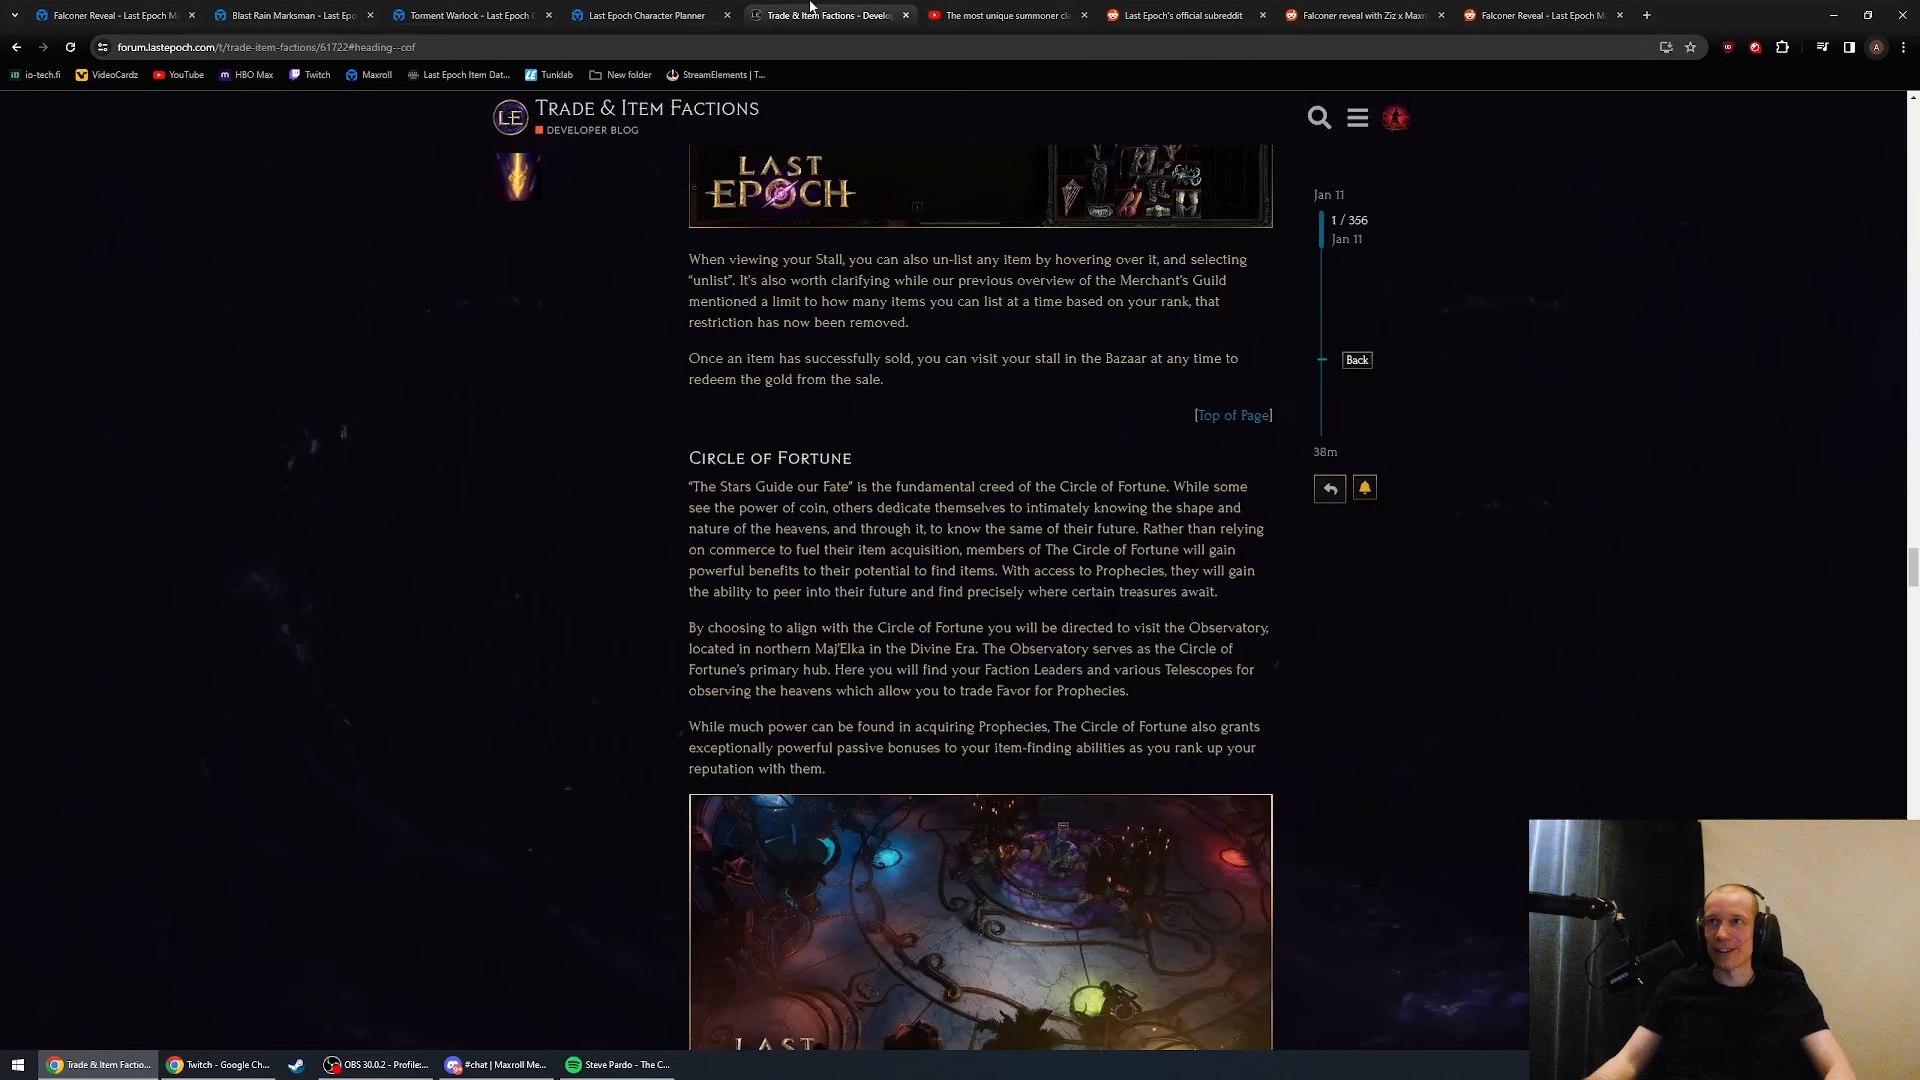 Falconer Reveal - Last Epoch M
Blast Rain Marksman - Last Epo
Torment Warlock - Last Epoch C
Last Epoch Character Planner
Trade & Item Factions - Develo
The most unique summoner cla
Last Epoch's official subreddit
Falconer reveal with Ziz x Maxro
Falconer Reveal - Last Epoch M
forum.lastepoch.com/t/trade-item-factions/61722#heading--cof
A
io-tech.fi
VideoCardz
YouTube
HBO Max
Twitch
Maxroll
Last Epoch Item Dat...
Tunklab
New folder
StreamElements | T...
LE
Trade & Item Factions
Developer Blog
LAST
EPOCH
Jan 11
1 / 356
Jan 11
Back
38m
When viewing your Stall, you can also un-list any item by hovering over it, and selecting
“unlist”. It’s also worth clarifying while our previous overview of the Merchant’s Guild
mentioned a limit to how many items you can list at a time based on your rank, that
restriction has now been removed.
Once an item has successfully sold, you can visit your stall in the Bazaar at any time to
redeem the gold from the sale.
[Top of Page]
Circle of Fortune
“The Stars Guide our Fate” is the fundamental creed of the Circle of Fortune. While some
see the power of coin, others dedicate themselves to intimately knowing the shape and
nature of the heavens, and through it, to know the same of their future. Rather than relying
on commerce to fuel their item acquisition, members of The Circle of Fortune will gain
powerful benefits to their potential to find items. With access to Prophecies, they will gain
the ability to peer into their future and find precisely where certain treasures await.
By choosing to align with the Circle of Fortune you will be directed to visit the Observatory,
located in northern Maj’Elka in the Divine Era. The Observatory serves as the Circle of
Fortune’s primary hub. Here you will find your Faction Leaders and various Telescopes for
observing the heavens which allow you to trade Favor for Prophecies.
While much power can be found in acquiring Prophecies, The Circle of Fortune also grants
exceptionally powerful passive bonuses to your item-finding abilities as you rank up your
reputation with them.
LAST
Trade & Item Factio...
Twitch - Google Ch...
OBS 30.0.2 - Profile:...
#chat | Maxroll Me...
Steve Pardo - The C...